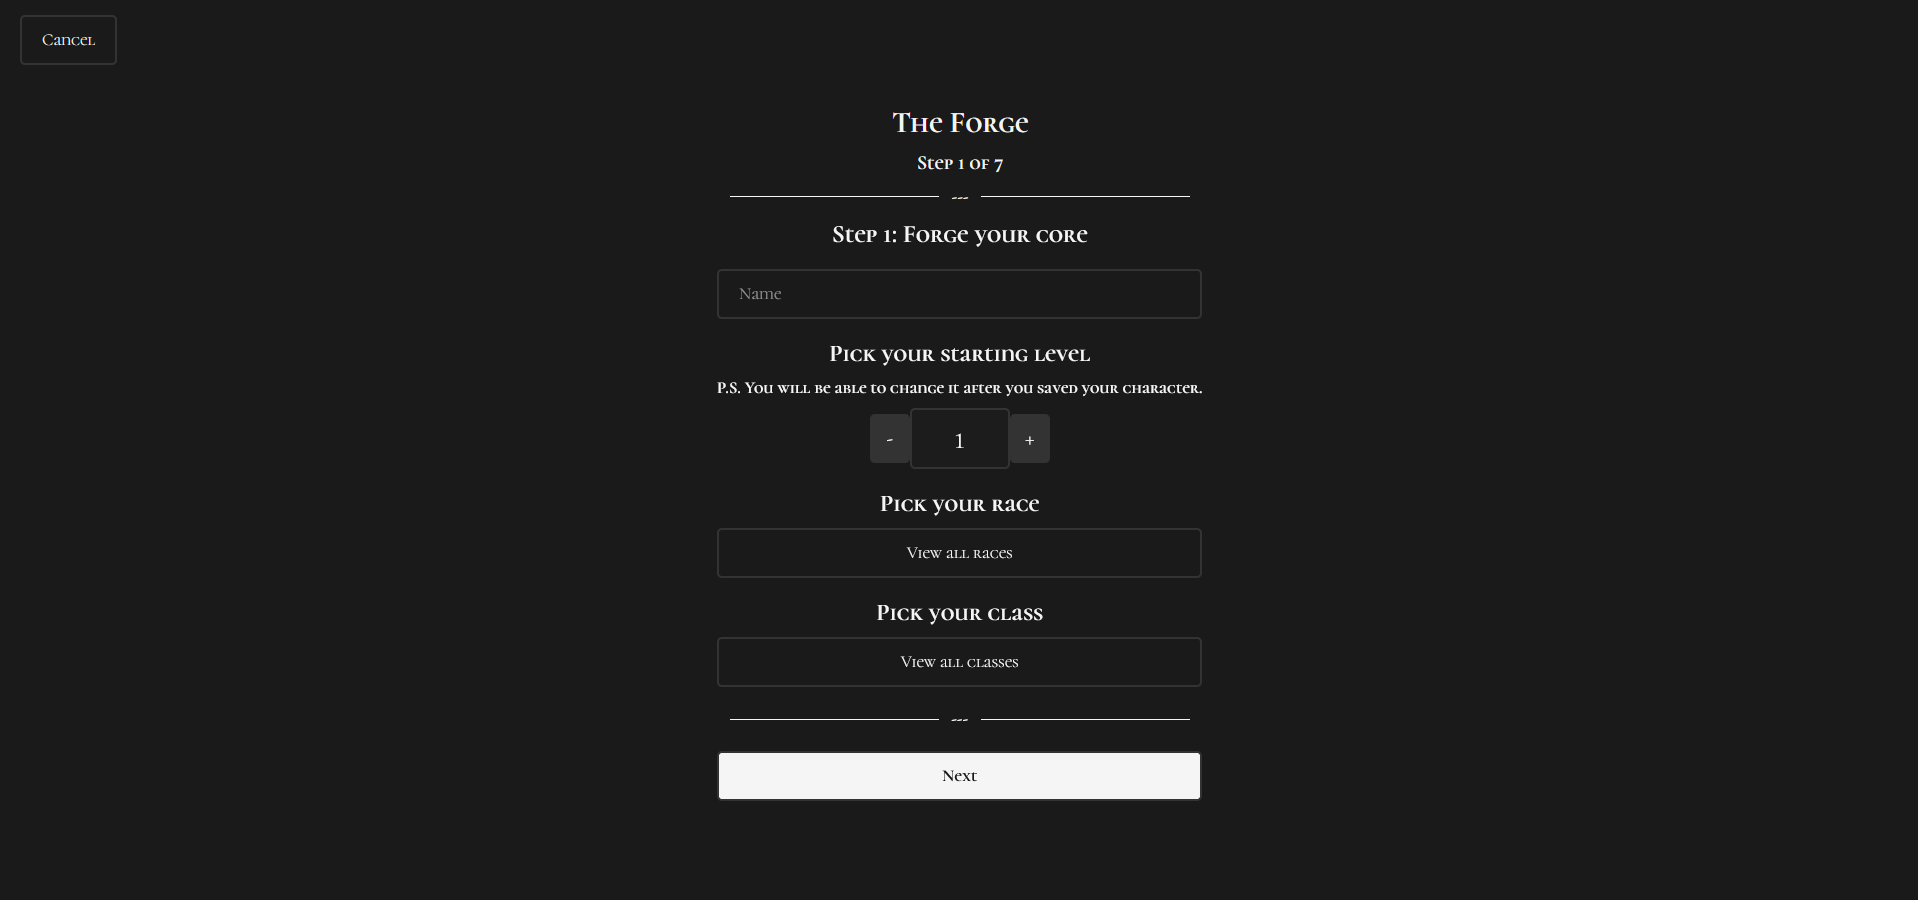 Cancel
The Forge
Step 1 of 7
---
Step 1: Forge your core
Name
Pick your starting level
P.S. You will be able to change it after you saved your character.
- 1 +
Pick your race
View all races
Pick your class
View all classes
---
Next